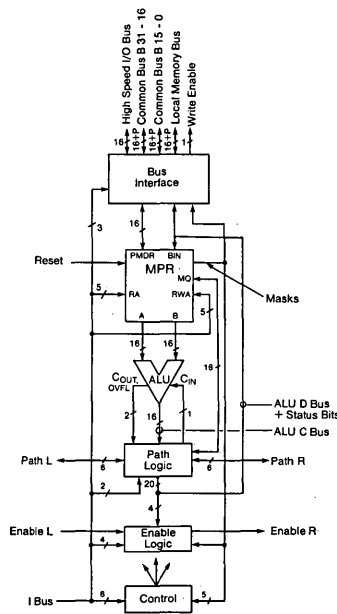 High Speed I/O Bus
Common Bus B 31 - 16
Common Bus B 15 - 0
Local Memory Bus
Write Enable
16
16+P
16+P
16+P
1
Bus
Interface
3
16
16
Reset
PMDR
BIN
MPR
MQ
5
RA
RWA
5
A
B
Masks
16
16
16
COUT,
OVFL
ALU
CIN
2
16
1
ALU D Bus
+ Status Bits
ALU C Bus
Path L
6
Path
Logic
6
Path R
2
20
4
Enable L
4
Enable
Logic
Enable R
I Bus
6
Control
5